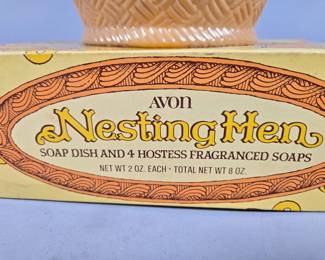 AVON
Nesting Hen
SOAP DISH AND 4 HOSTESS FRAGRANCED SOAPS
NET WT 2 OZ. EACH • TOTAL NET WT 8 OZ.